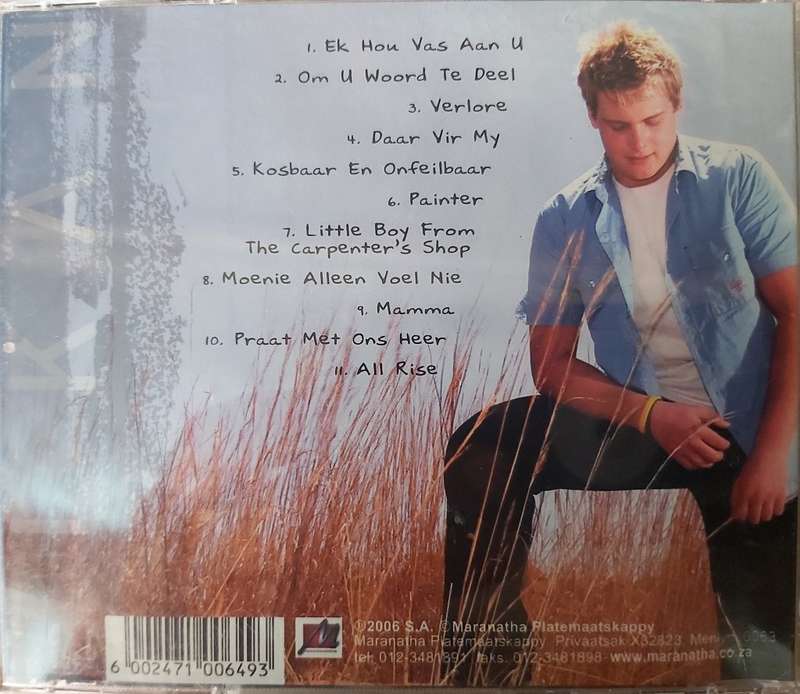 1. Ek Hou Vas Aan U
2. Om U Woord Te Deel
3. Verlore
4. Daar Vir My
5. Kosbaar En Onfeilbaar
6. Painter
7. Little Boy From
The Carpenter's Shop
8. Moenie Alleen Voel Nie
9. Mamma
10. Praat Met Ons Heer
11. All Rise
6 002471 006493
℗2006 S.A. ©Maranatha Platemaatskappy
Maranatha Platemaatskappy Privaatsak X32823
tel: 012-3481891 faks. 012-3481898 www.maranatha.co.za